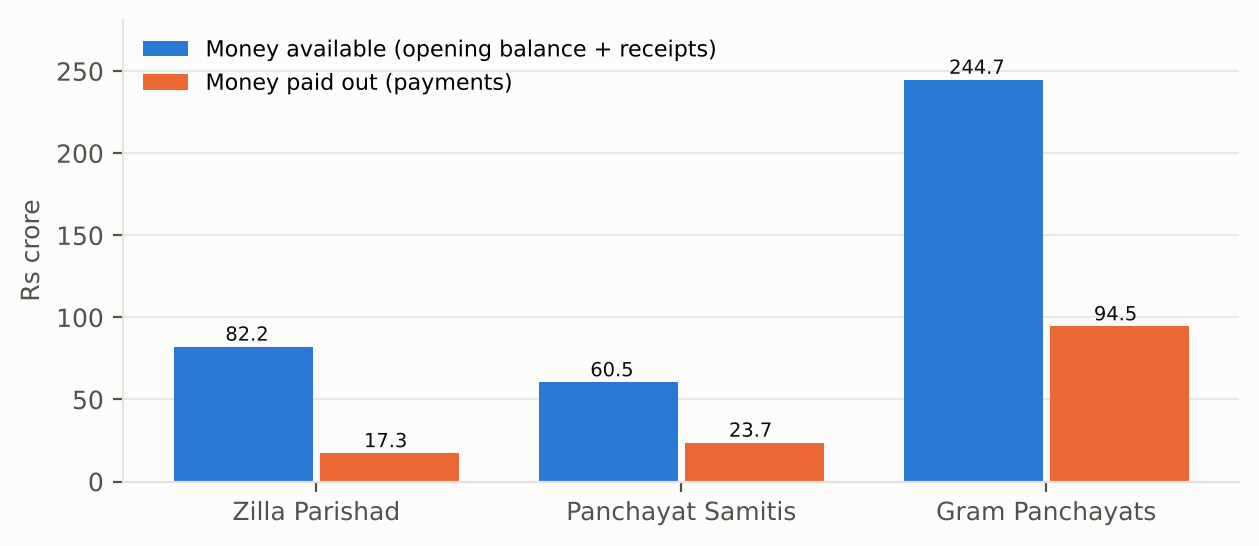 Money available (opening balance + receipts)
Money paid out (payments)
Rs crore
250
200
150
100
50
0
82.2
17.3
60.5
23.7
244.7
94.5
Zilla Parishad
Panchayat Samitis
Gram Panchayats